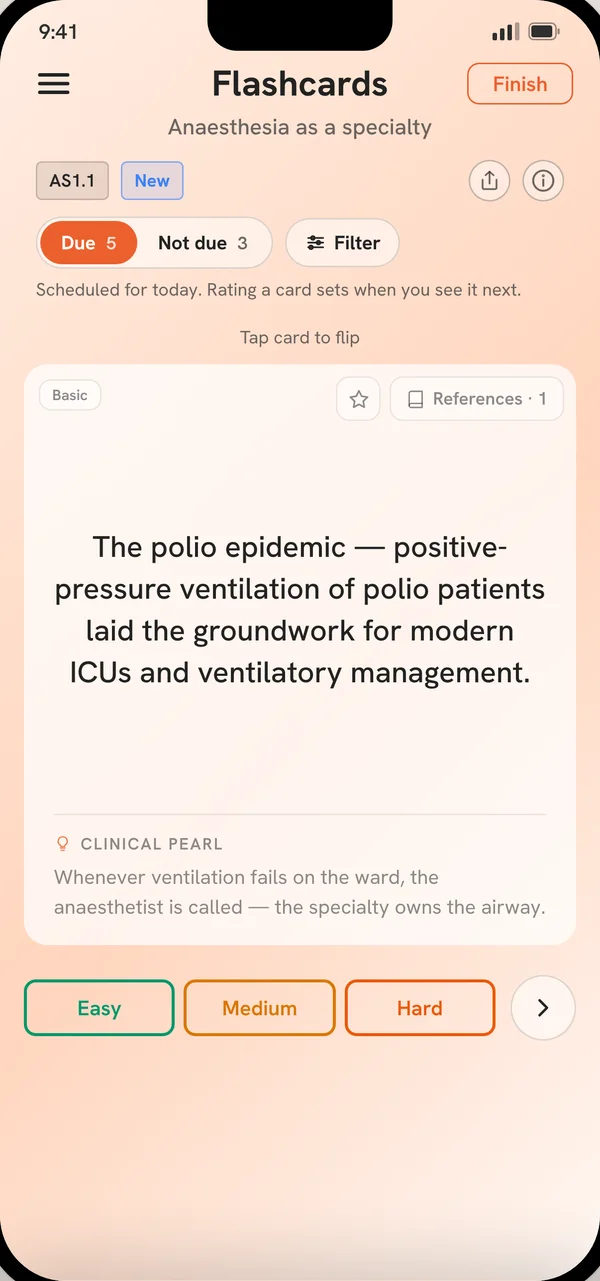 9:41
Flashcards
Finish
Anaesthesia as a specialty
AS1.1
New
Due 5
Not due 3
Filter
Scheduled for today. Rating a card sets when you see it next.
Tap card to flip
Basic
References · 1
The polio epidemic — positive-
pressure ventilation of polio patients
laid the groundwork for modern
ICUs and ventilatory management.
CLINICAL PEARL
Whenever ventilation fails on the ward, the
anaesthetist is called — the specialty owns the airway.
Easy
Medium
Hard